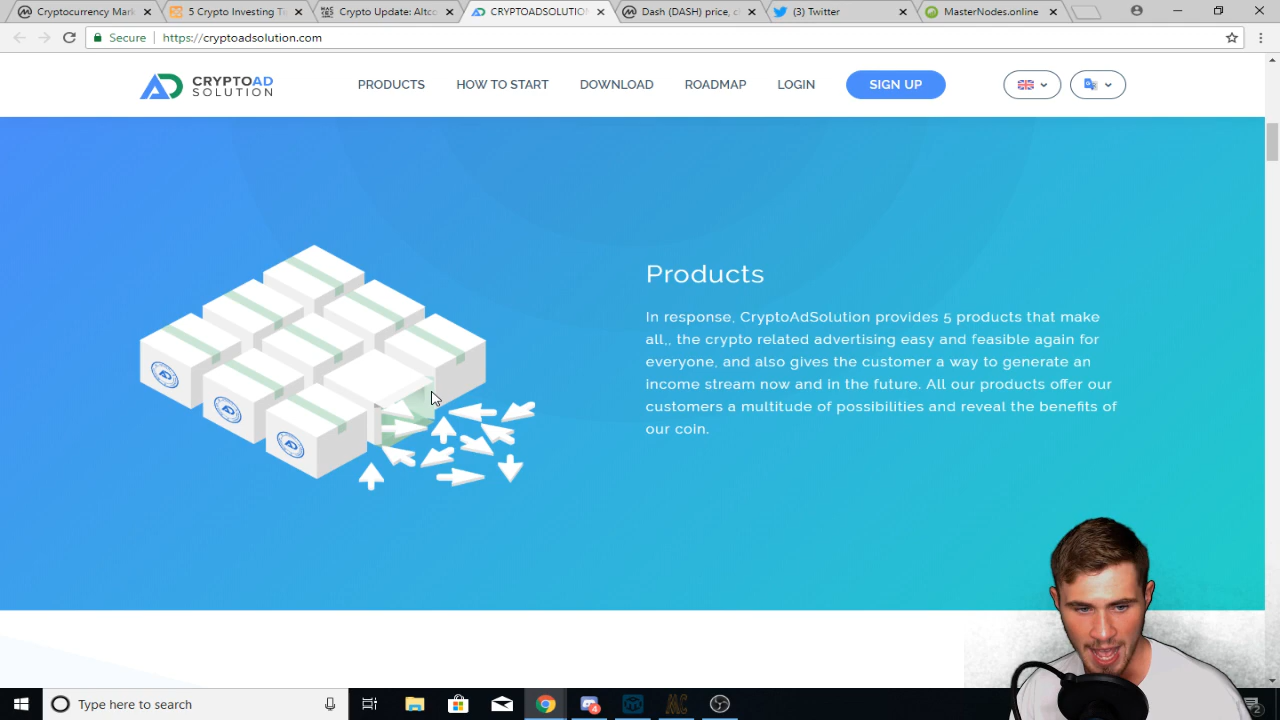 Cryptocurrency Mark
5 Crypto Investing Ti
Crypto Update: Altco
CRYPTOADSOLUTION
Dash (DASH) price, c
(3) Twitter
MasterNodes.online
Secure
https://cryptoadsolution.com
CRYPTOAD
SOLUTION
PRODUCTS
HOW TO START
DOWNLOAD
ROADMAP
LOGIN
SIGN UP
Products
In response, CryptoAdSolution provides 5 products that make
all,, the crypto related advertising easy and feasible again for
everyone, and also gives the customer a way to generate an
income stream now and in the future. All our products offer our
customers a multitude of possibilities and reveal the benefits of
our coin.
Type here to search